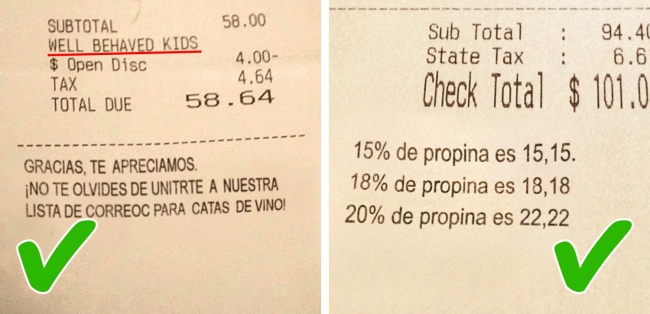 SUBTOTAL 58.00
WELL BEHAVED KIDS
$ Open Disc 4.00-
TAX 4.64
TOTAL DUE 58.64
GRACIAS, TE APRECIAMOS.
¡NO TE OLVIDES DE UNITRTE A NUESTRA
LISTA DE CORREOC PARA CATAS DE VINO!
Sub Total : 94.40
State Tax : 6.6
Check Total $ 101.0
15% de propina es 15,15.
18% de propina es 18,18
20% de propina es 22,22